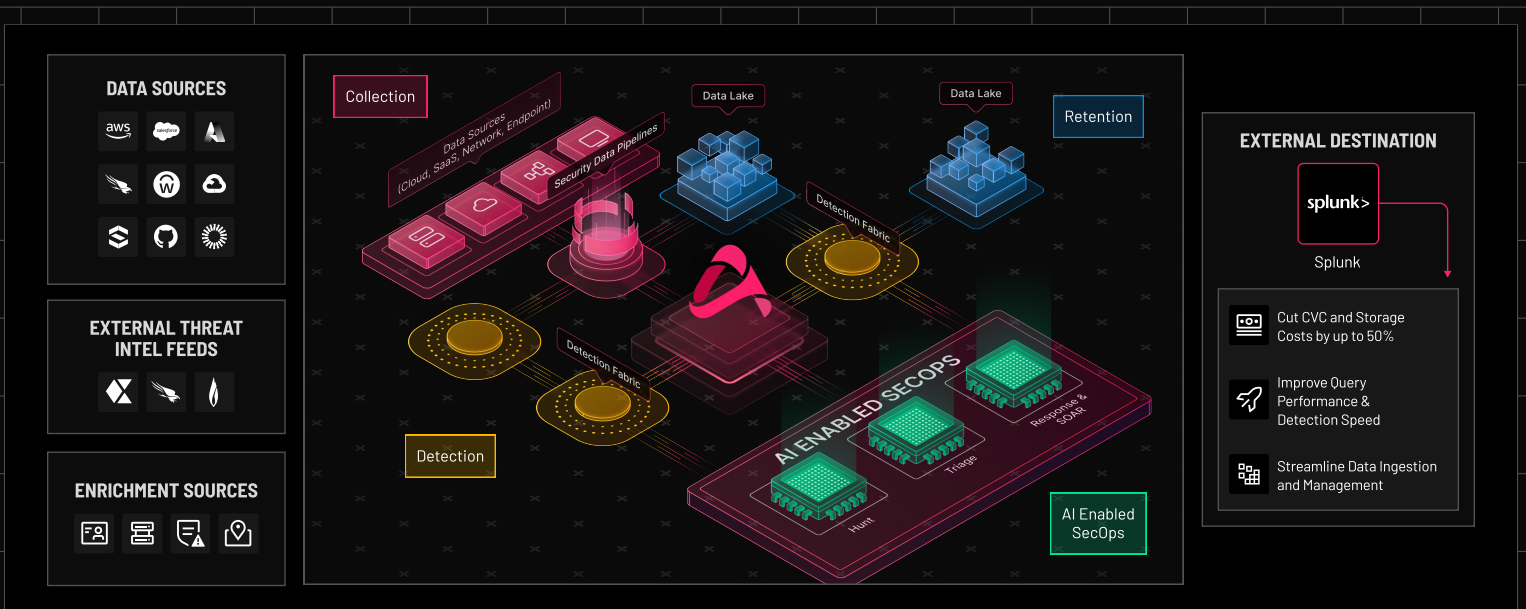 DATA SOURCES
aws
salesforce
EXTERNAL THREAT
INTEL FEEDS
ENRICHMENT SOURCES
Collection
Data Sources
(Cloud, SaaS, Network, Endpoint)
Security Data Pipelines
Data Lake
Data Lake
Retention
Detection Fabric
Detection Fabric
Detection
AI ENABLED SECOPS
Response &
SOAR
Triage
Hunt
AI Enabled
SecOps
EXTERNAL DESTINATION
splunk>
Splunk
Cut CVC and Storage
Costs by up to 50%
Improve Query
Performance &
Detection Speed
Streamline Data Ingestion
and Management